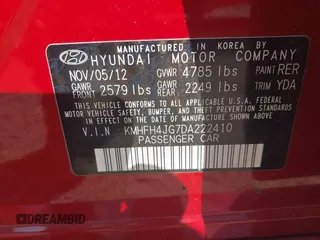 MANUFACTURED IN KOREA BY
HYUNDAI MOTOR COMPANY
NOV/05/12 GVWR 4785 lbs PAINT RER
GAWR FRONT 2579 lbs GAWR REAR 2249 lbs TRIM YDA
THIS VEHICLE CONFORMS TO ALL APPLICABLE FEDERAL
MOTOR VEHICLE SAFETY, BUMPER, AND THEFT PREVENTION STANDARDS
IN EFFECT ON THE DATE OF MANUFACTURE SHOWN ABOVE.
V.I.N KMHFH4JG7DA222410
PASSENGER CAR
DREAMBID